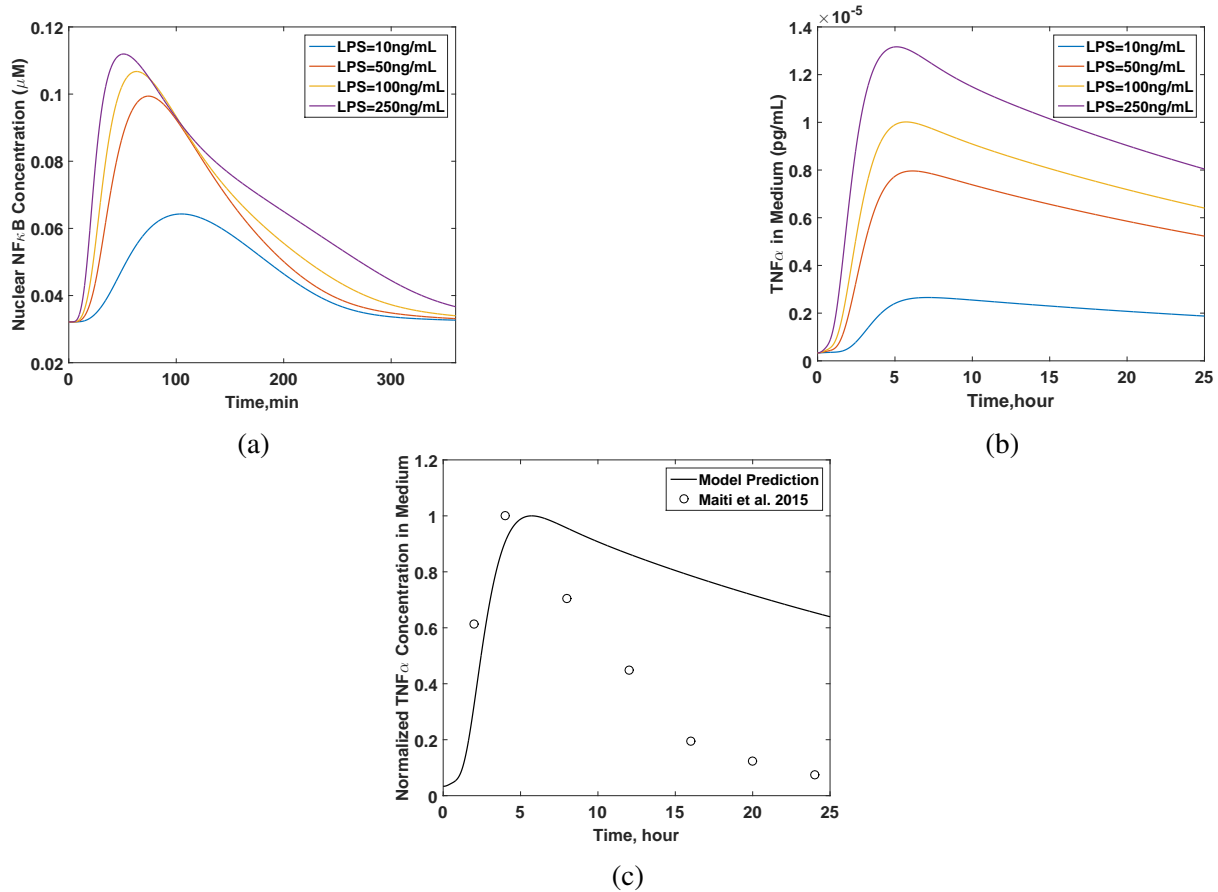 0.12
0.1
0.08
0.06
0.04
0.02
Nuclear NFκB Concentration (μM)
0 100 200 300
Time,min
LPS=10ng/mL
LPS=50ng/mL
LPS=100ng/mL
LPS=250ng/mL
(a)
×10⁻⁵
1.4
1.2
1
0.8
0.6
0.4
0.2
0
TNFα in Medium (pg/mL)
0 5 10 15 20 25
Time,hour
LPS=10ng/mL
LPS=50ng/mL
LPS=100ng/mL
LPS=250ng/mL
(b)
1.2
1
0.8
0.6
0.4
0.2
0
Normalized TNFα Concentration in Medium
0 5 10 15 20 25
Time, hour
Model Prediction
Maiti et al. 2015
(c)